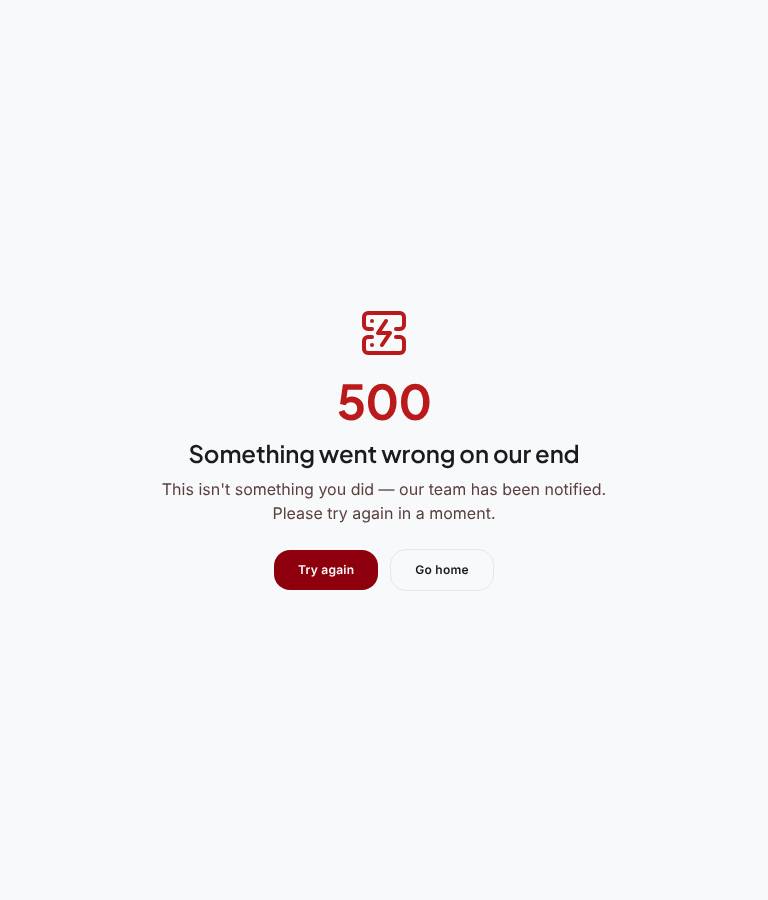 500
Something went wrong on our end
This isn't something you did — our team has been notified.
Please try again in a moment.
Try again
Go home